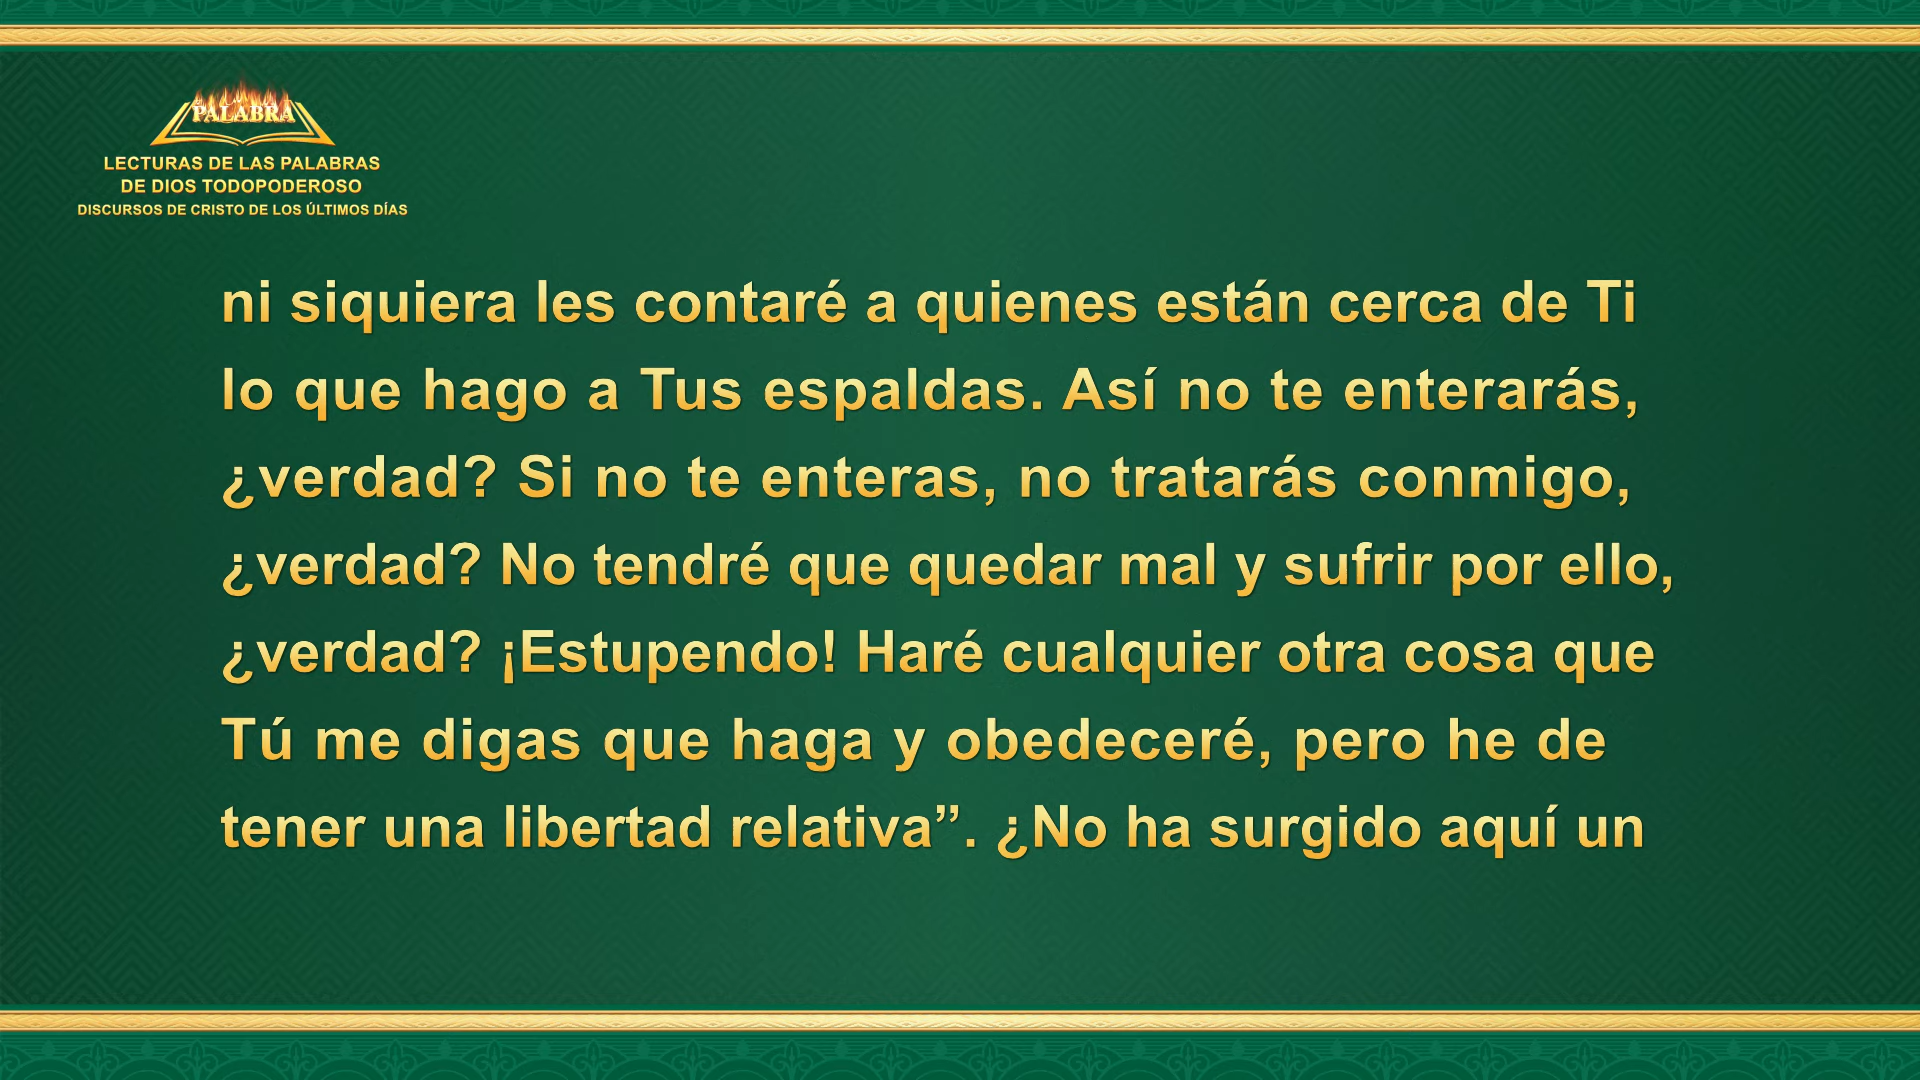 PALABRA
LECTURAS DE LAS PALABRAS
DE DIOS TODOPODEROSO
DISCURSOS DE CRISTO DE LOS ÚLTIMOS DÍAS
ni siquiera les contaré a quienes están cerca de Ti
lo que hago a Tus espaldas. Así no te enterarás,
¿verdad? Si no te enteras, no tratarás conmigo,
¿verdad? No tendré que quedar mal y sufrir por ello,
¿verdad? ¡Estupendo! Haré cualquier otra cosa que
Tú me digas que haga y obedeceré, pero he de
tener una libertad relativa”. ¿No ha surgido aquí un